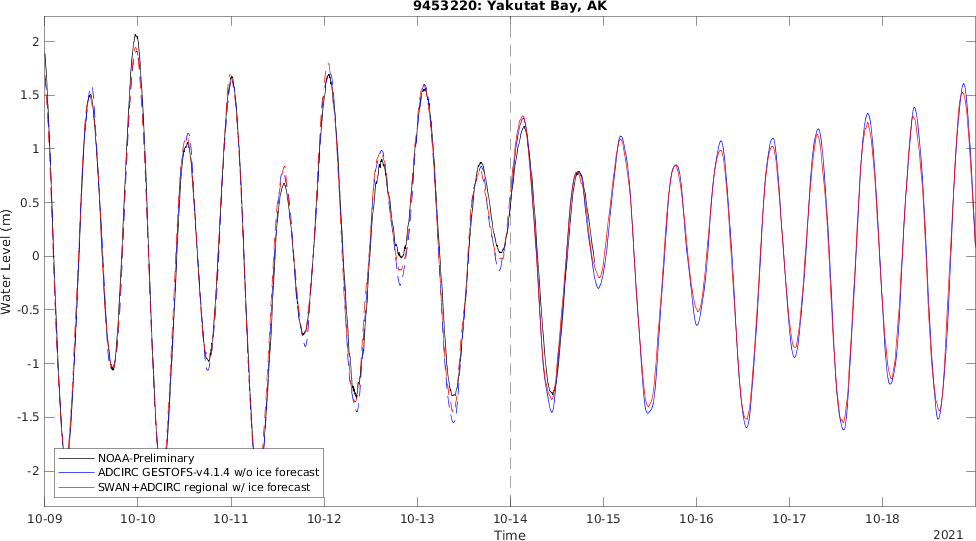 9453220: Yakutat Bay, AK
Water Level (m)
2
1.5
1
0.5
0
-0.5
-1
-1.5
-2
NOAA-Preliminary
ADCIRC GESTOFS-v4.1.4 w/o ice forecast
SWAN+ADCIRC regional w/ ice forecast
10-09 10-10 10-11 10-12 10-13 10-14 10-15 10-16 10-17 10-18
Time
2021